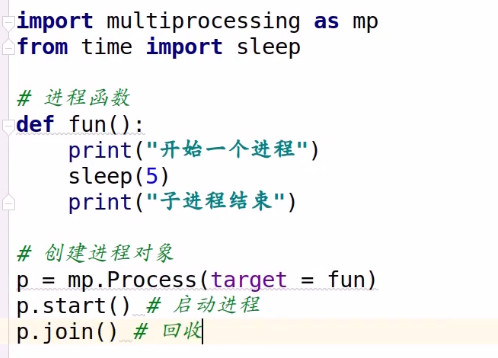 import multiprocessing as mp
from time import sleep
# 进程函数
def fun():
print("开始一个进程")
sleep(5)
print("子进程结束")
# 创建进程对象
p = mp.Process(target = fun)
p.start() # 启动进程
p.join() # 回收